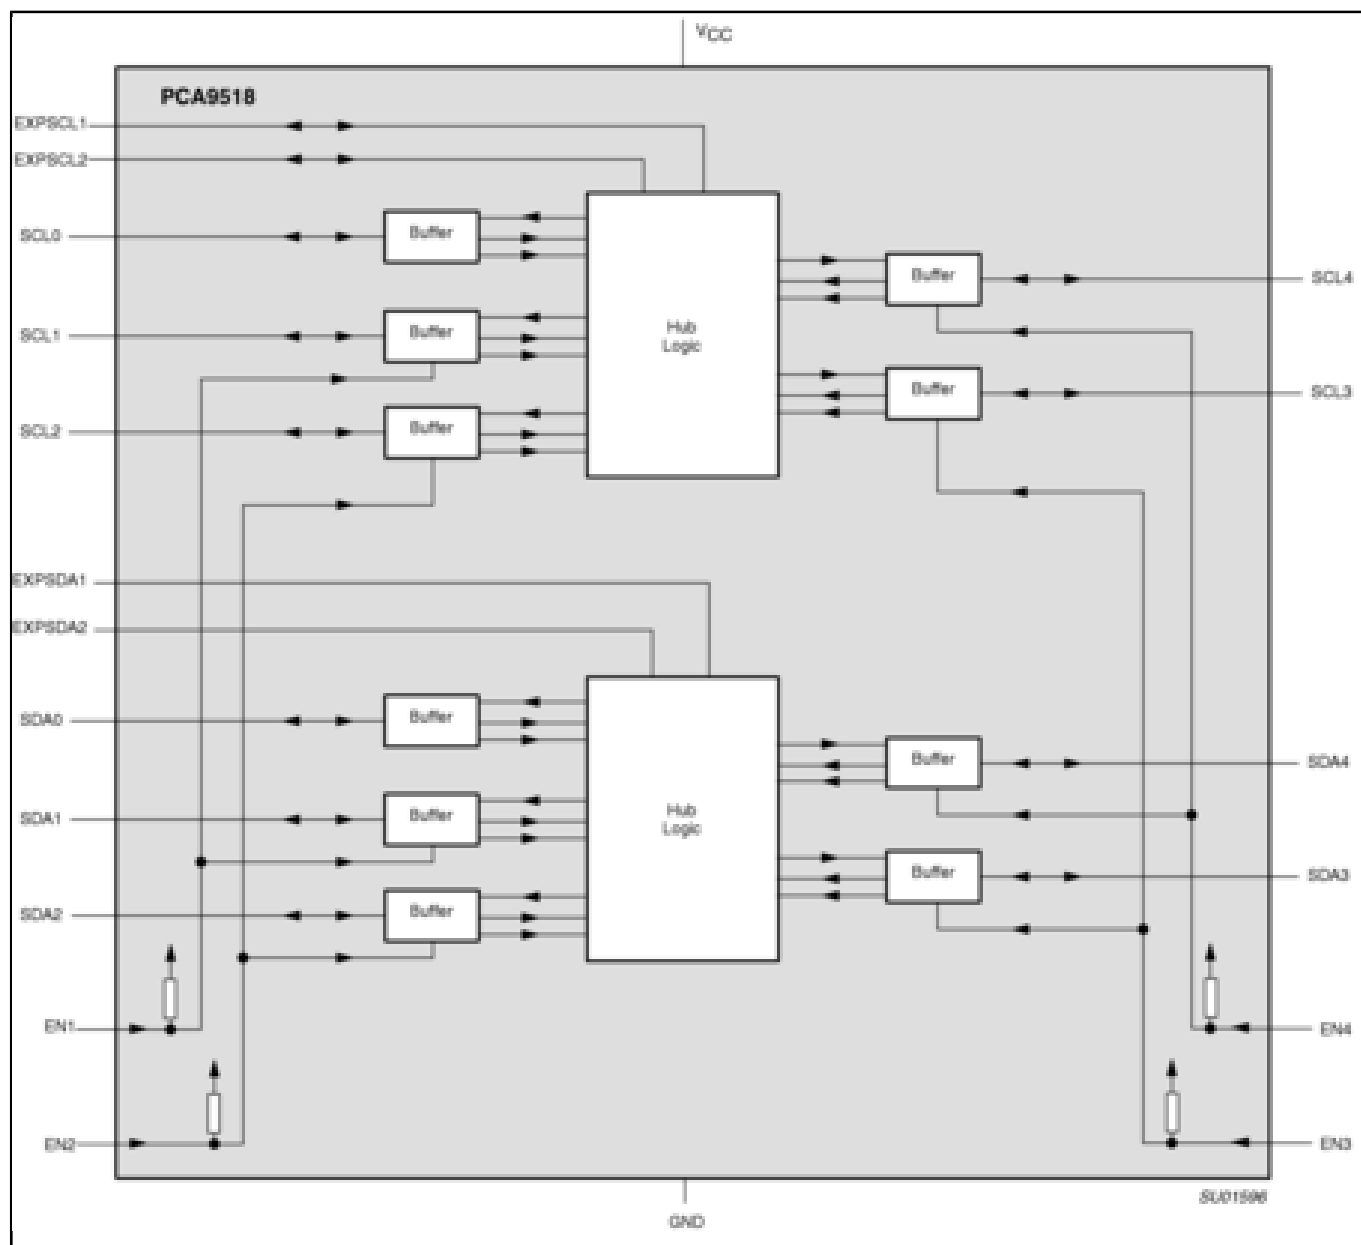 VCC
PCA9518
EXPSCL1
EXPSCL2
SCL0
Buffer
Buffer
SCL4
SCL1
Buffer
Hub
Logic
Buffer
SCL3
SCL2
Buffer
EXPSDA1
EXPSDA2
SDA0
Buffer
Buffer
SDA4
SDA1
Buffer
Hub
Logic
Buffer
SDA3
SDA2
Buffer
EN1
EN4
EN2
EN3
SU01596
GND